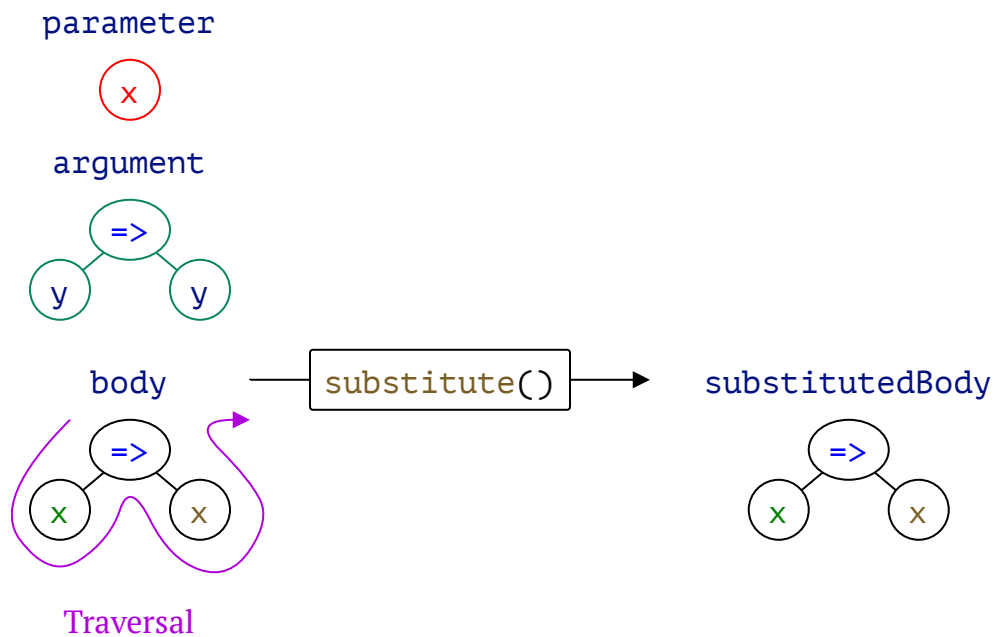 parameter
x
argument
=>
y y
body substitute() substitutedBody
=> =>
x x x x
Traversal